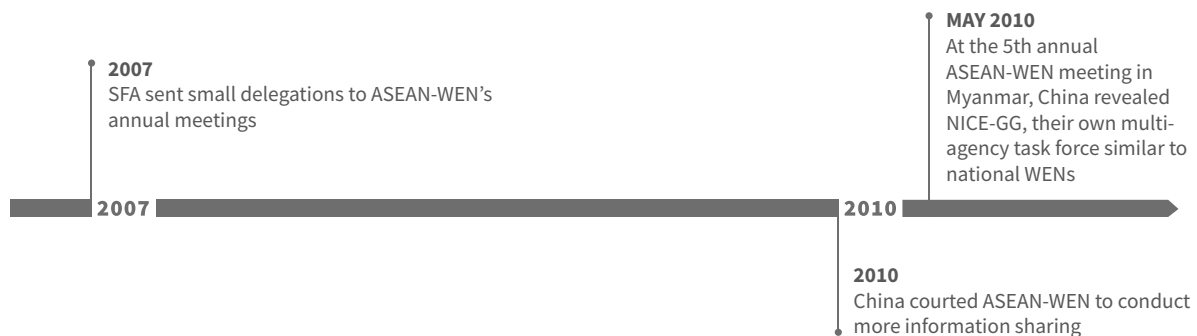 MAY 2010
At the 5th annual
ASEAN-WEN meeting in
Myanmar, China revealed
NICE-GG, their own multi-
agency task force similar to
national WENs
2007
SFA sent small delegations to ASEAN-WEN’s
annual meetings
2007
2010
2010
China courted ASEAN-WEN to conduct
more information sharing